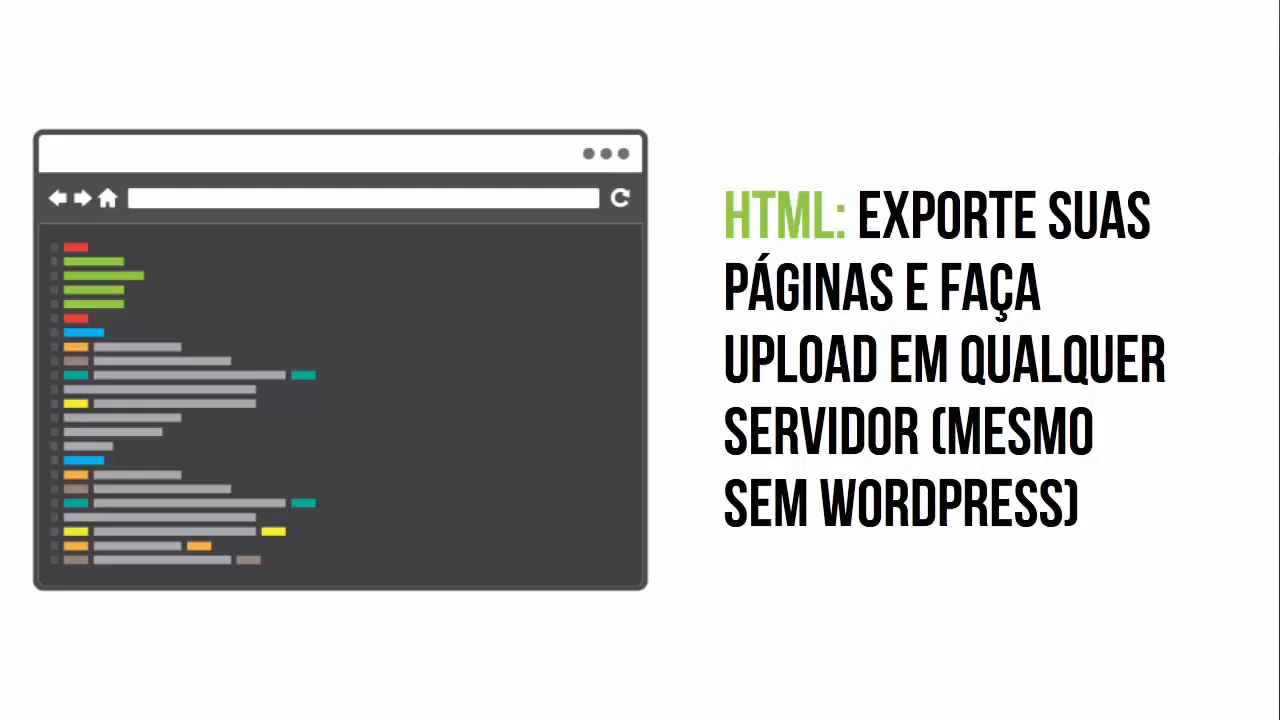 HTML: EXPORTE SUAS
PÁGINAS E FAÇA
UPLOAD EM QUALQUER
SERVIDOR (MESMO
SEM WORDPRESS)